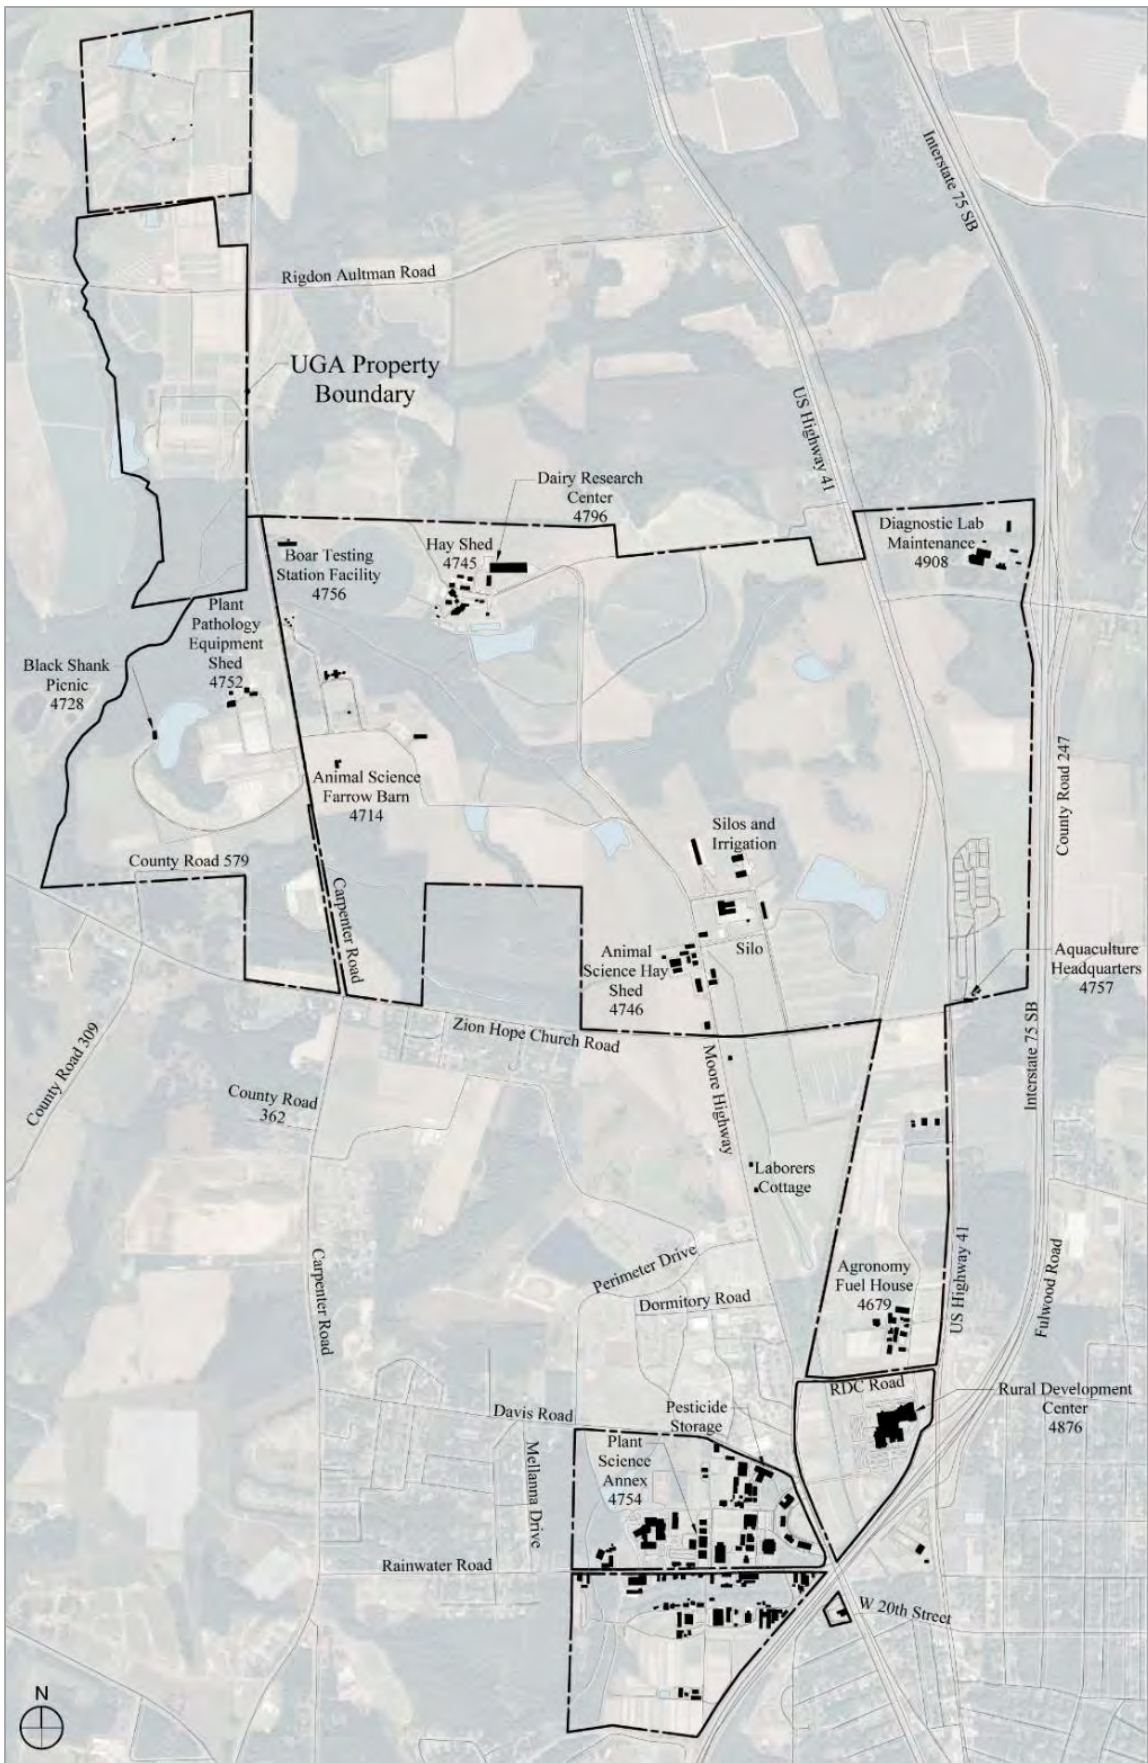 Interstate 75 SB
Rigdon Aultman Road
UGA Property
Boundary
US Highway 41
Dairy Research
Center
4796
Diagnostic Lab
Maintenance
4908
Hay Shed
4745
Boar Testing
Station Facility
4756
Plant
Pathology
Equipment
Shed
4752
Black Shank
Picnic
4728
County Road 247
Animal Science
Farrow Barn
4714
Silos and
Irrigation
County Road 579
Carpenter Road
Silo
Animal
Science Hay
Shed
4746
Aquaculture
Headquarters
4757
Zion Hope Church Road
Interstate 75 SB
County Road 309
County Road
362
Moore Highway
Laborers
Cottage
Perimeter Drive
Dormitory Road
Agronomy
Fuel House
4679
US Highway 41
Fulwood Road
Carpenter Road
RDC Road
Rural Development
Center
4876
Davis Road
Pesticide
Storage
Plant
Science
Annex
4754
Mellanna Drive
Rainwater Road
W 20th Street
N